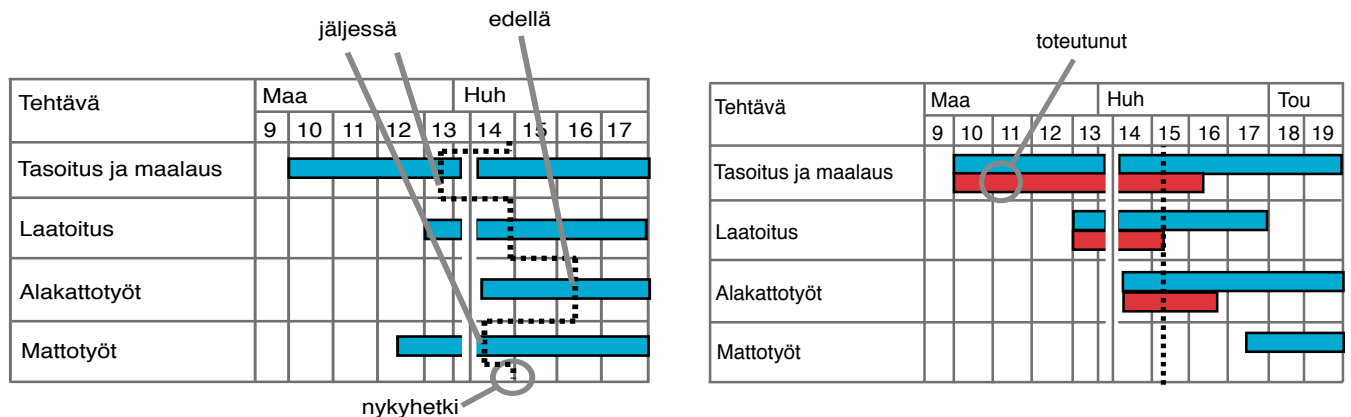 jäljessä
edellä
Tehtävä Maa Huh
9 10 11 12 13 14 15 16 17
Tasoitus ja maalaus
Laatoitus
Alakattotyöt
Mattotyöt
nykyhetki
toteutunut
Tehtävä Maa Huh Tou
9 10 11 12 13 14 15 16 17 18 19
Tasoitus ja maalaus
Laatoitus
Alakattotyöt
Mattotyöt